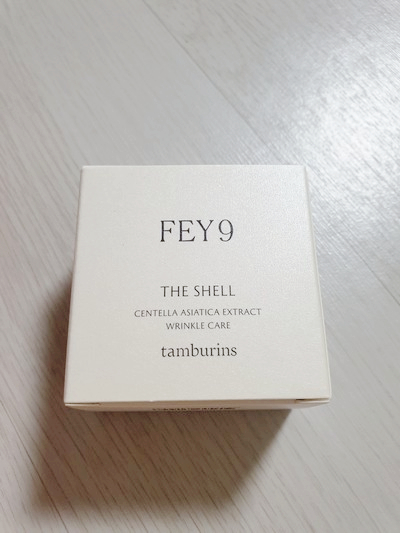 FEY9
THE SHELL
CENTELLA ASIATICA EXTRACT
WRINKLE CARE
tamburins